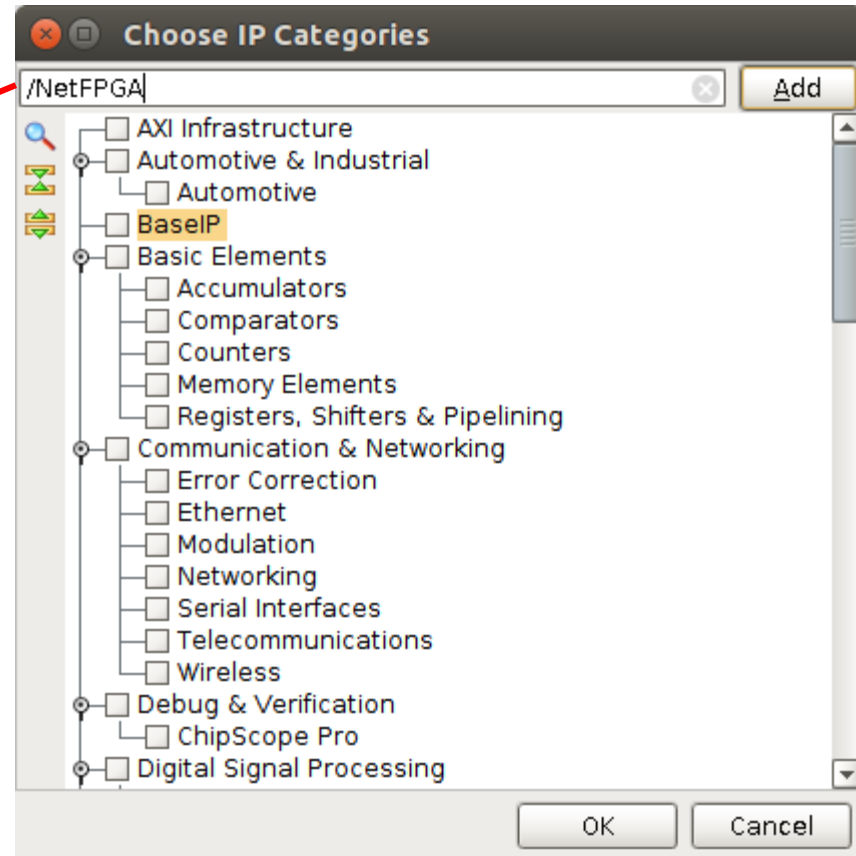 Choose IP Categories
/NetFPGA
Add
AXI Infrastructure
Automotive & Industrial
Automotive
BaseIP
Basic Elements
Accumulators
Comparators
Counters
Memory Elements
Registers, Shifters & Pipelining
Communication & Networking
Error Correction
Ethernet
Modulation
Networking
Serial Interfaces
Telecommunications
Wireless
Debug & Verification
ChipScope Pro
Digital Signal Processing
OK Cancel